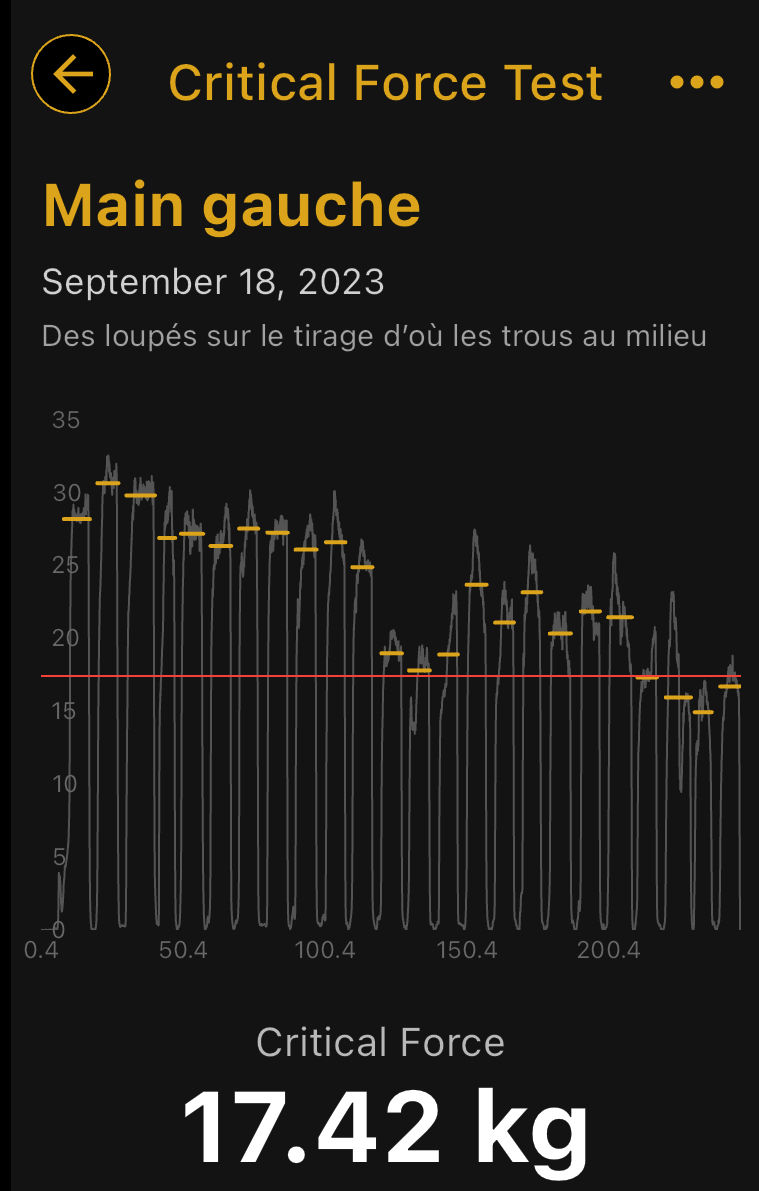 Critical Force Test
Main gauche
September 18, 2023
Des loupés sur le tirage d’où les trous au milieu
35
30
25
20
15
10
5
0
0.4 50.4 100.4 150.4 200.4
Critical Force
17.42 kg